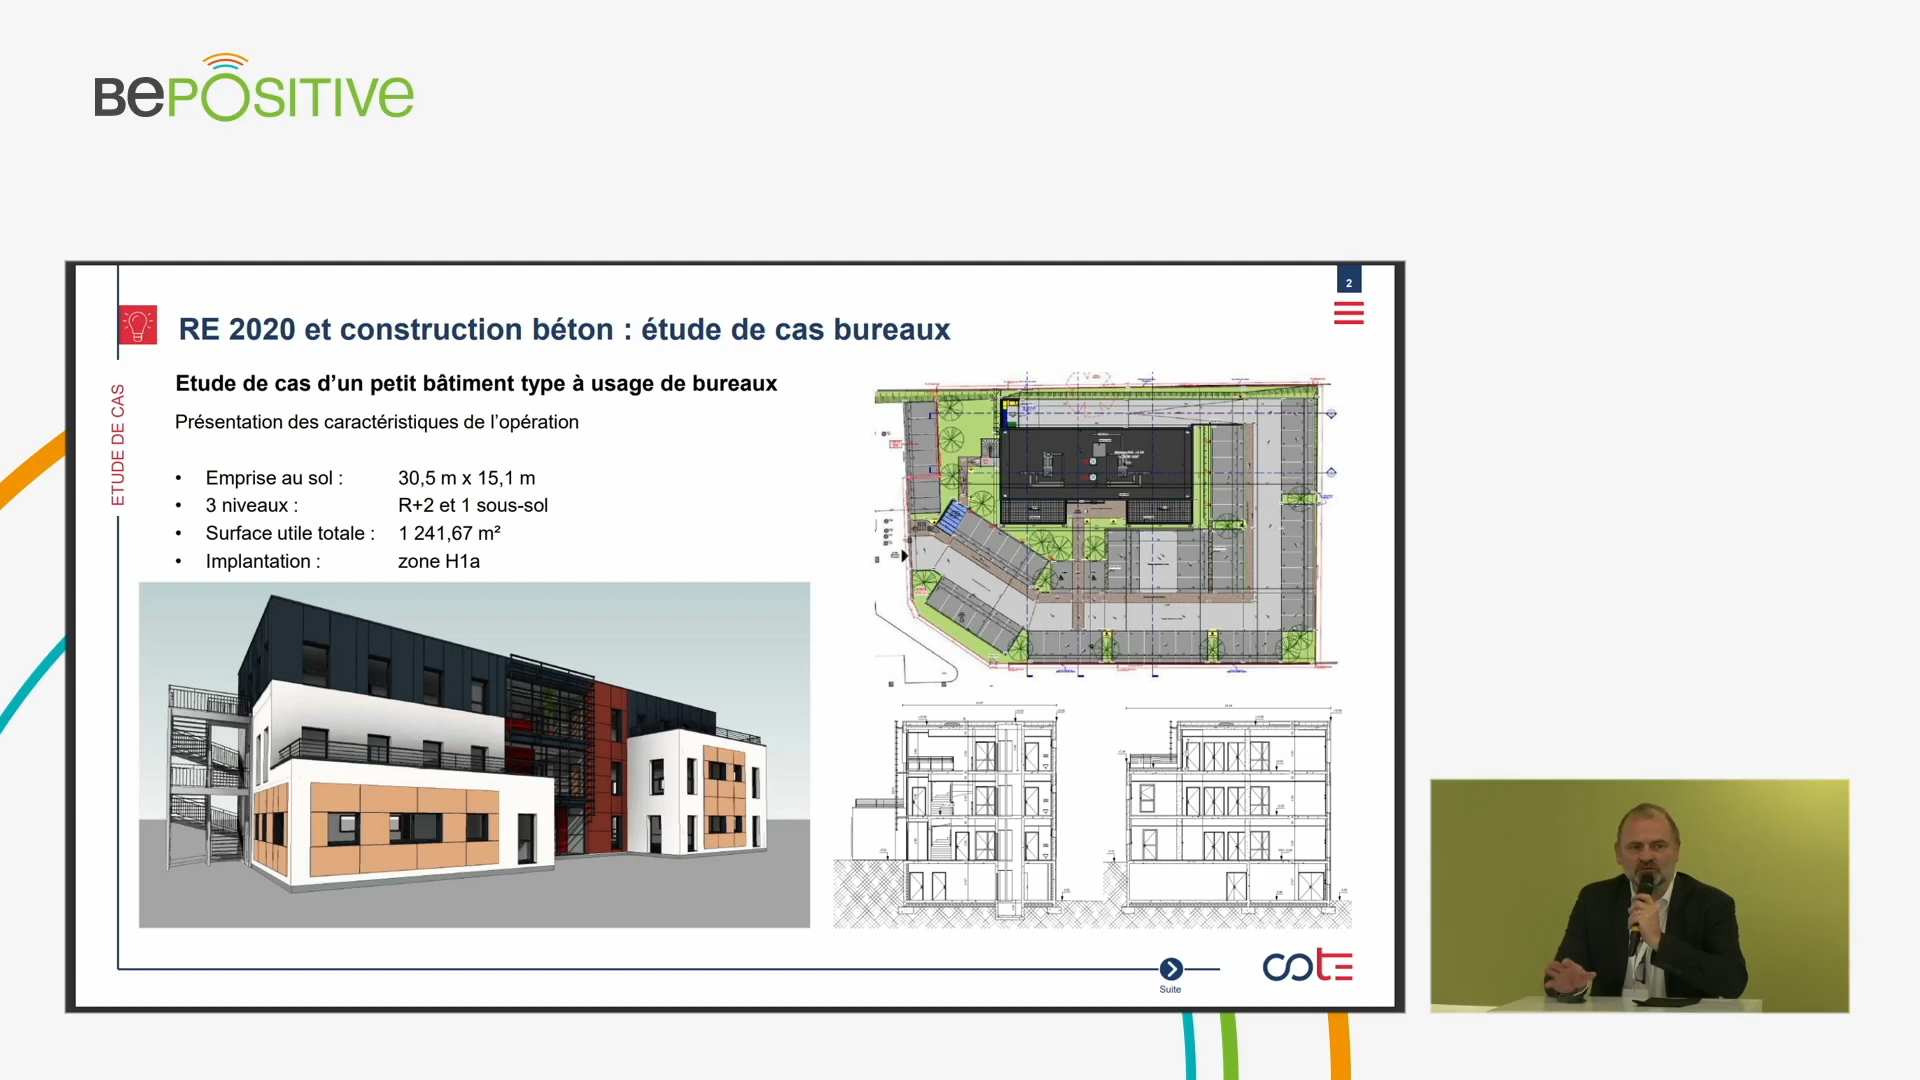 BePOSITIVE
2
RE 2020 et construction béton : étude de cas bureaux
ETUDE DE CAS
Etude de cas d’un petit bâtiment type à usage de bureaux
Présentation des caractéristiques de l’opération
• Emprise au sol : 30,5 m x 15,1 m
• 3 niveaux : R+2 et 1 sous-sol
• Surface utile totale : 1 241,67 m²
• Implantation : zone H1a
Suite
cote